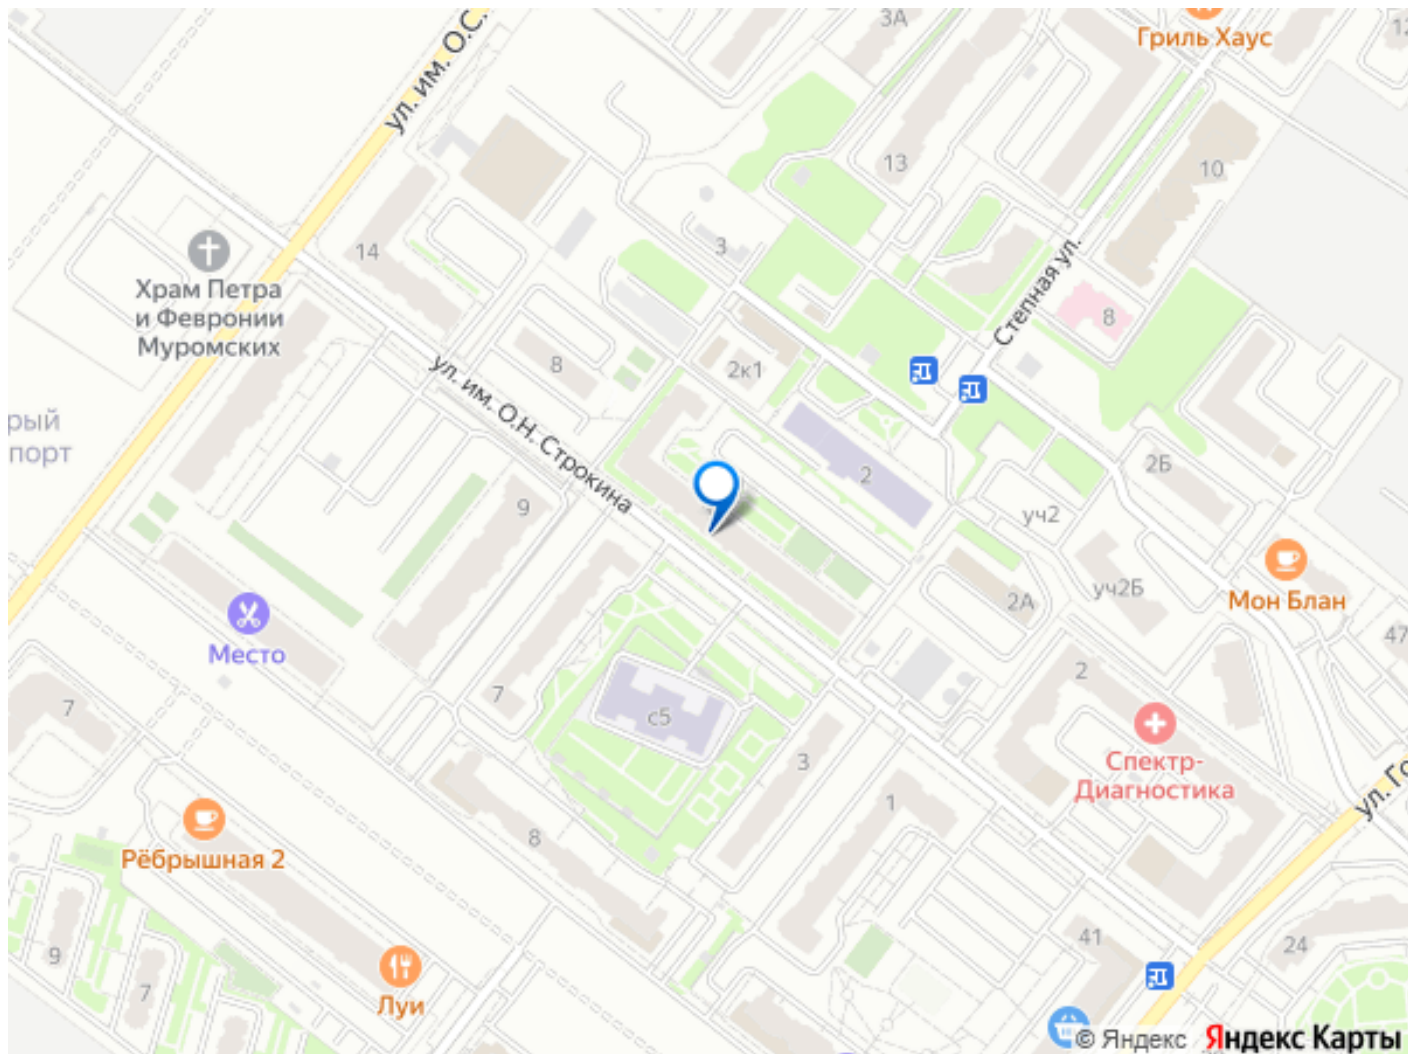 3А
Гриль Хаус
ул. им. О.С.
13
10
14
3
Храм Петра
и Февронии
Муромских
Степная ул.
8
8
2к1
ул. им. О.Н. Строкина
рый
порт
2
2Б
9
уч2
уч2Б
2А
Мон Блан
47
Место
7
7
с5
2
Спектр-
Диагностика
3
1
ул. Го
8
Рёбрышная 2
41
24
9
7
Луи
© Яндекс Яндекс Карты